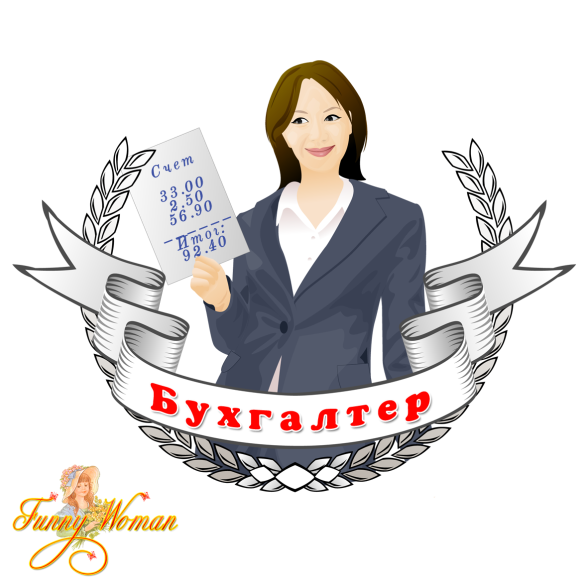 Счет
33.00
2.50
56.90
Итог:
92.40
Бухгалтер
Funny Woman